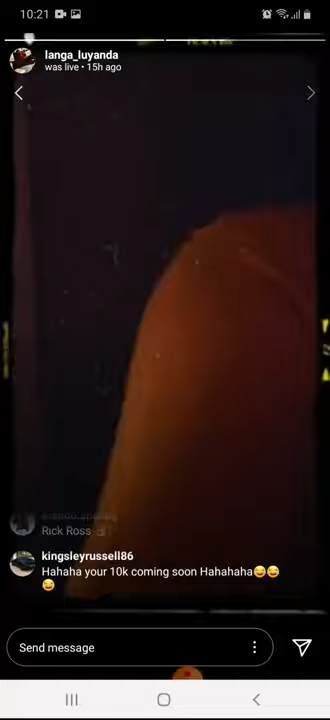 10:21
langa_luyanda
was live • 15h ago
Rick Ross
kingsleyrussell86
Hahaha your 10k coming soon Hahahaha😂😂
😂
Send message